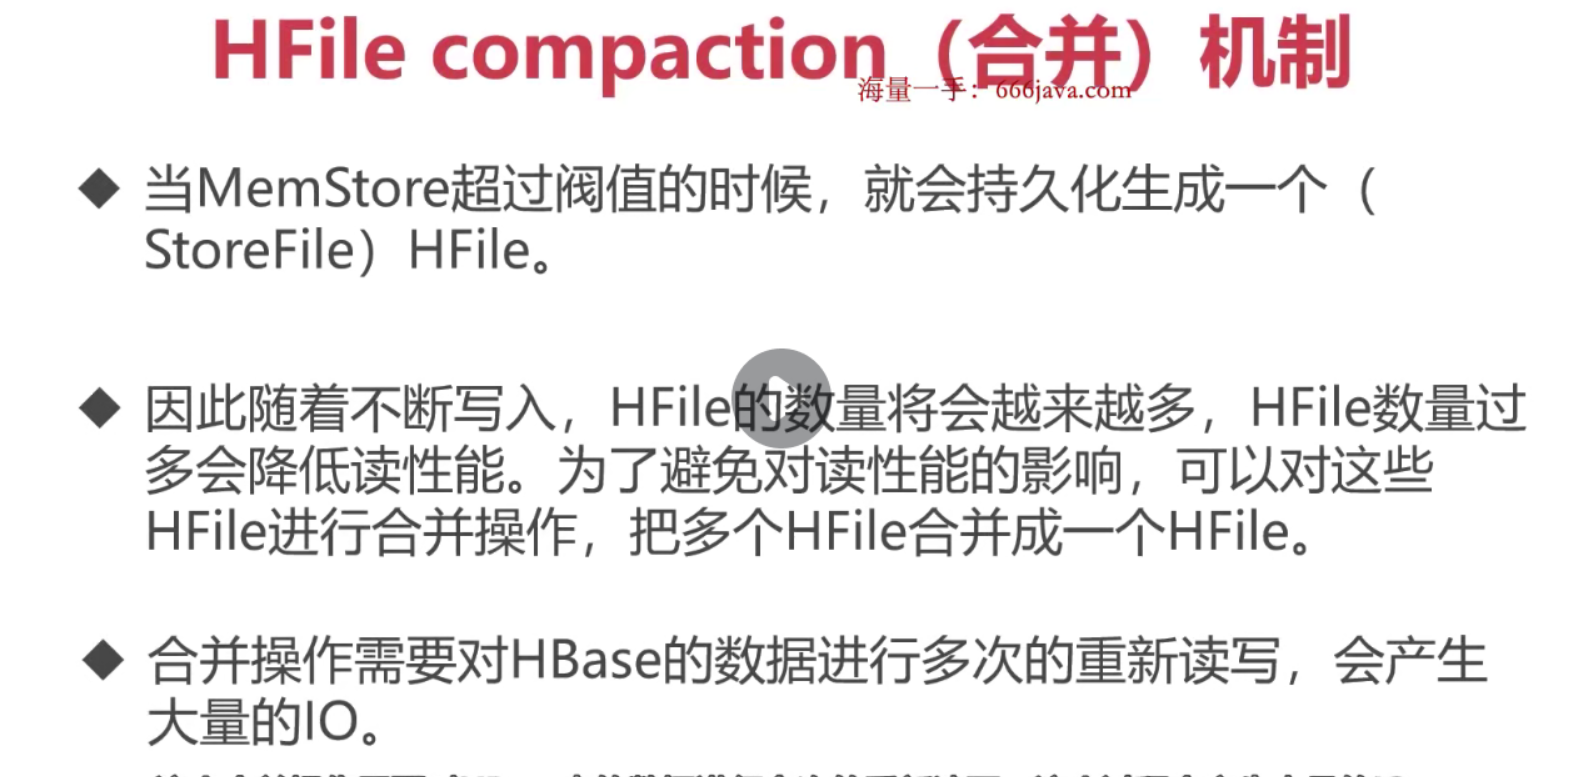 HFile compaction（合并）机制
海量一手：666java.com
◆ 当MemStore超过阀值的时候，就会持久化生成一个（
StoreFile）HFile。
◆ 因此随着不断写入，HFile的数量将会越来越多，HFile数量过
多会降低读性能。为了避免对读性能的影响，可以对这些
HFile进行合并操作，把多个HFile合并成一个HFile。
◆ 合并操作需要对HBase的数据进行多次的重新读写，会产生
大量的IO。